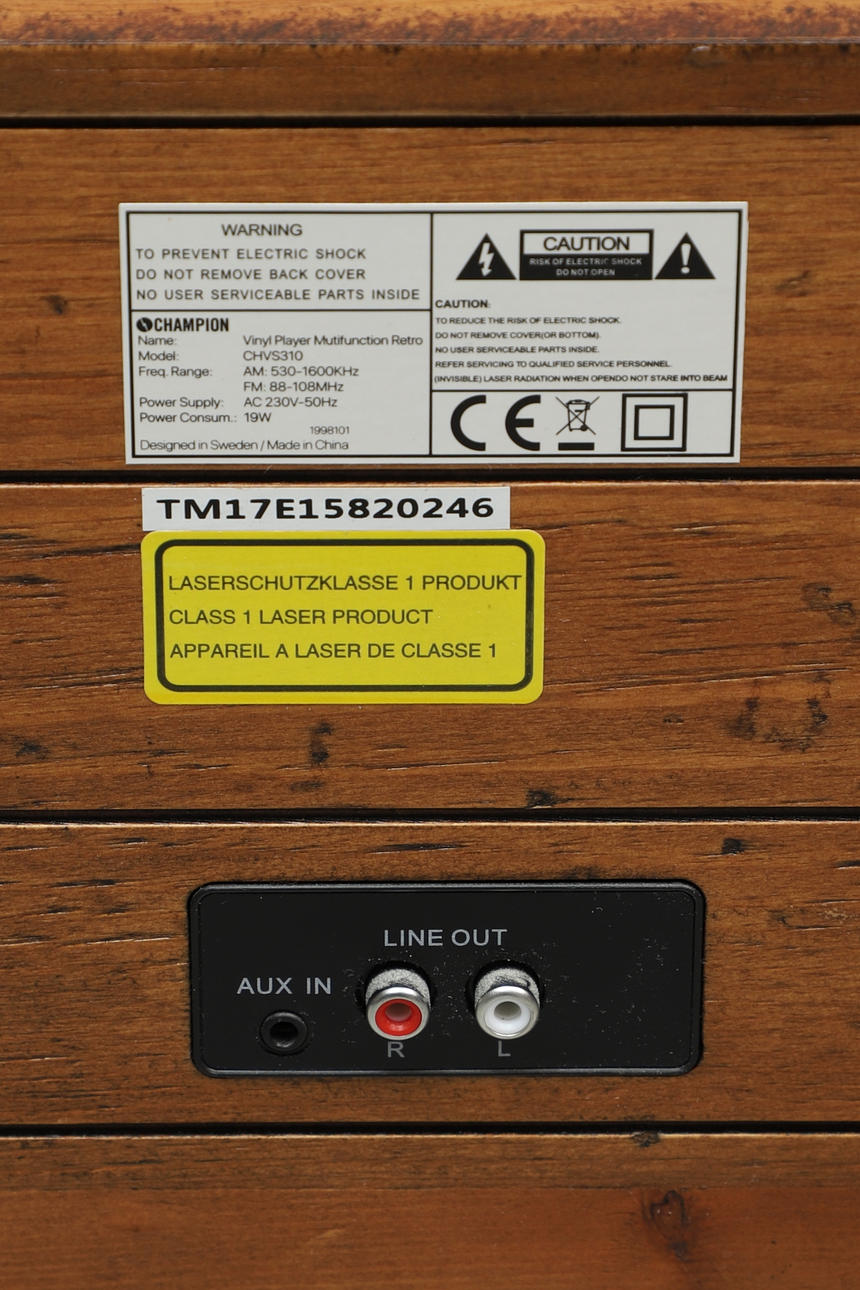 WARNING
TO PREVENT ELECTRIC SHOCK
DO NOT REMOVE BACK COVER
NO USER SERVICEABLE PARTS INSIDE
CHAMPION
Name: Vinyl Player Mutifunction Retro
Model: CHVS310
Freq. Range: AM: 530-1600KHz
FM: 88-108MHz
Power Supply: AC 230V-50Hz
Power Consum.: 19W
1998101
Designed in Sweden / Made in China
CAUTION
RISK OF ELECTRIC SHOCK
DO NOT OPEN
CAUTION:
TO REDUCE THE RISK OF ELECTRIC SHOCK.
DO NOT REMOVE COVER(OR BOTTOM).
NO USER SERVICEABLE PARTS INSIDE.
REFER SERVICING TO QUALIFIED SERVICE PERSONNEL.
(INVISIBLE) LASER RADIATION WHEN OPENDO NOT STARE INTO BEAM
CE
TM17E15820246
LASERSCHUTZKLASSE 1 PRODUKT
CLASS 1 LASER PRODUCT
APPAREIL A LASER DE CLASSE 1
LINE OUT
AUX IN
R L